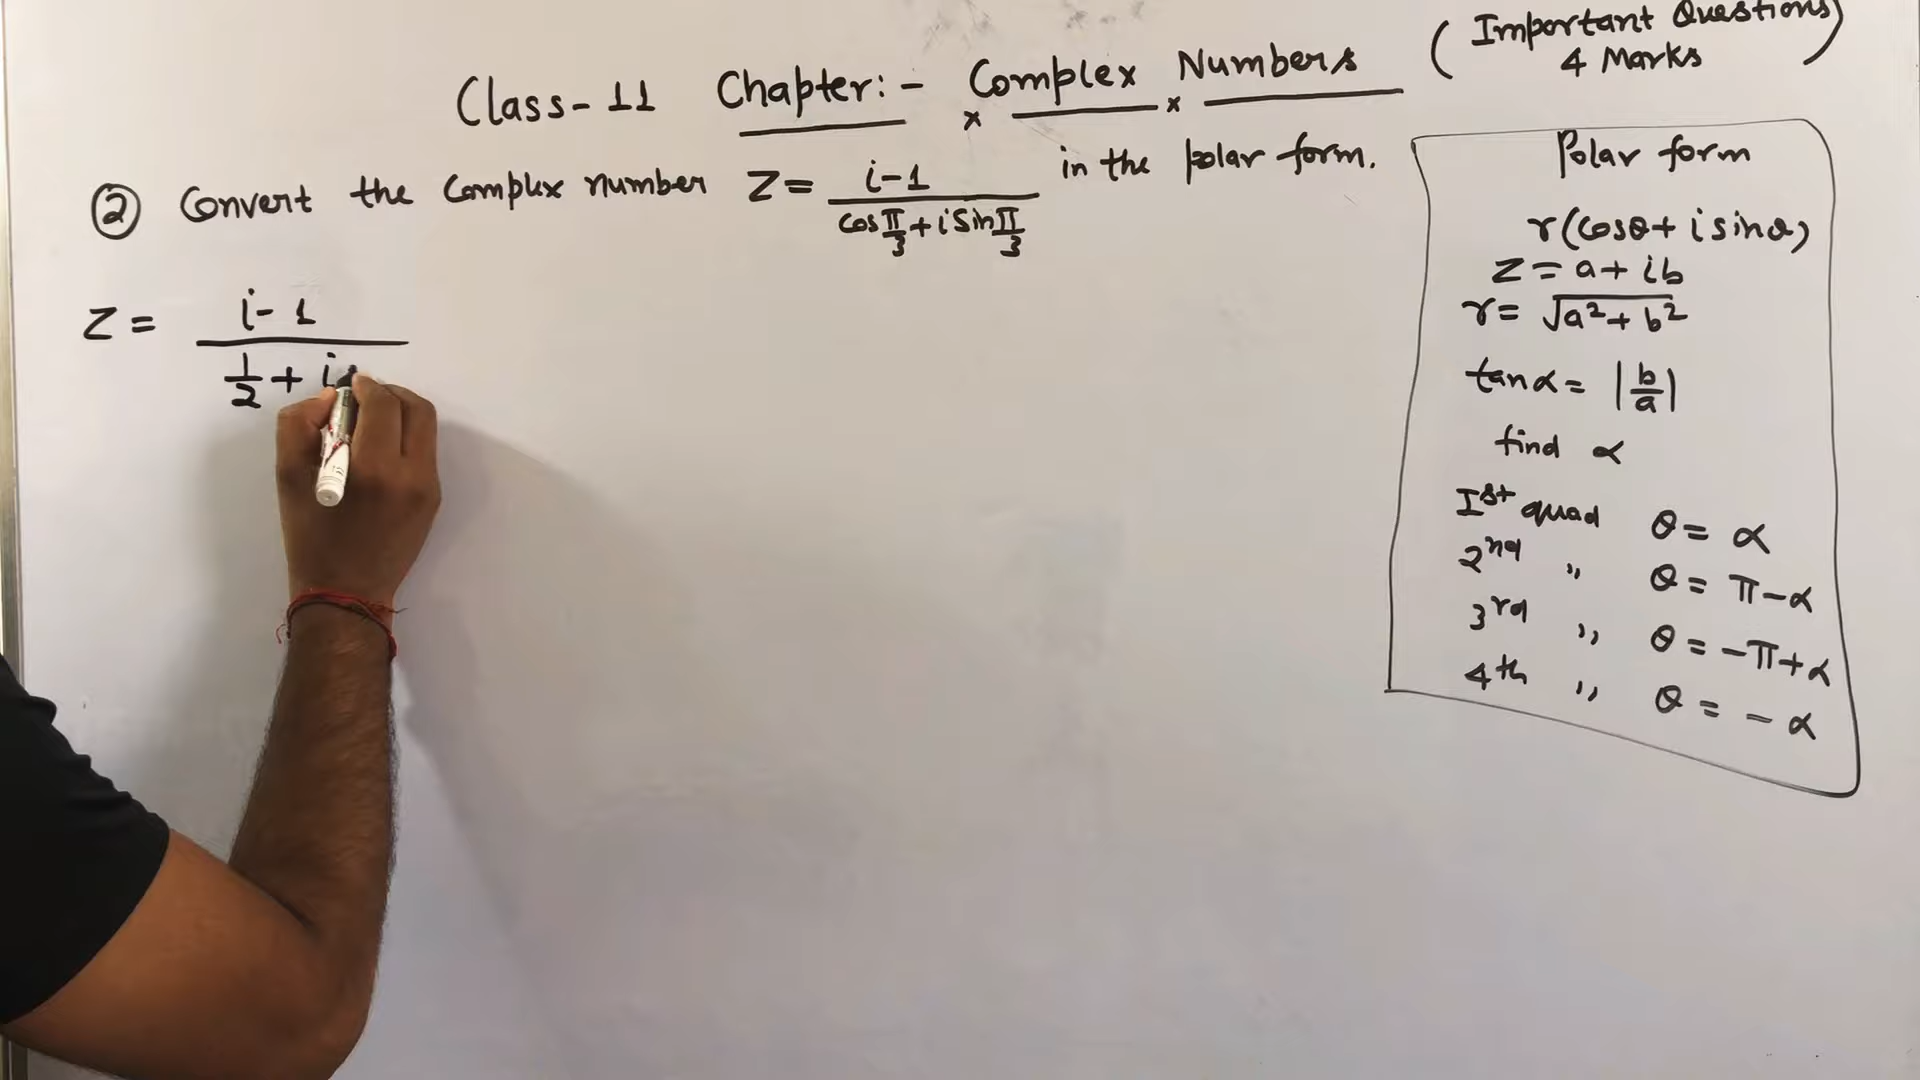 (Important Questions)
4 Marks
Class-11 Chapter:- Complex Numbers
② Convert the Complex number Z = i-1 / cos π/3 + i sin π/3 in the polar form.
Z = i-1 / 1/2 + i
Polar form
r(cosθ + i sinθ)
Z = a + ib
r = √a² + b²
tanα = |b/a|
find α
Ist quad θ = α
2nd ,, θ = π-α
3rd ,, θ = -π+α
4th ,, θ = -α